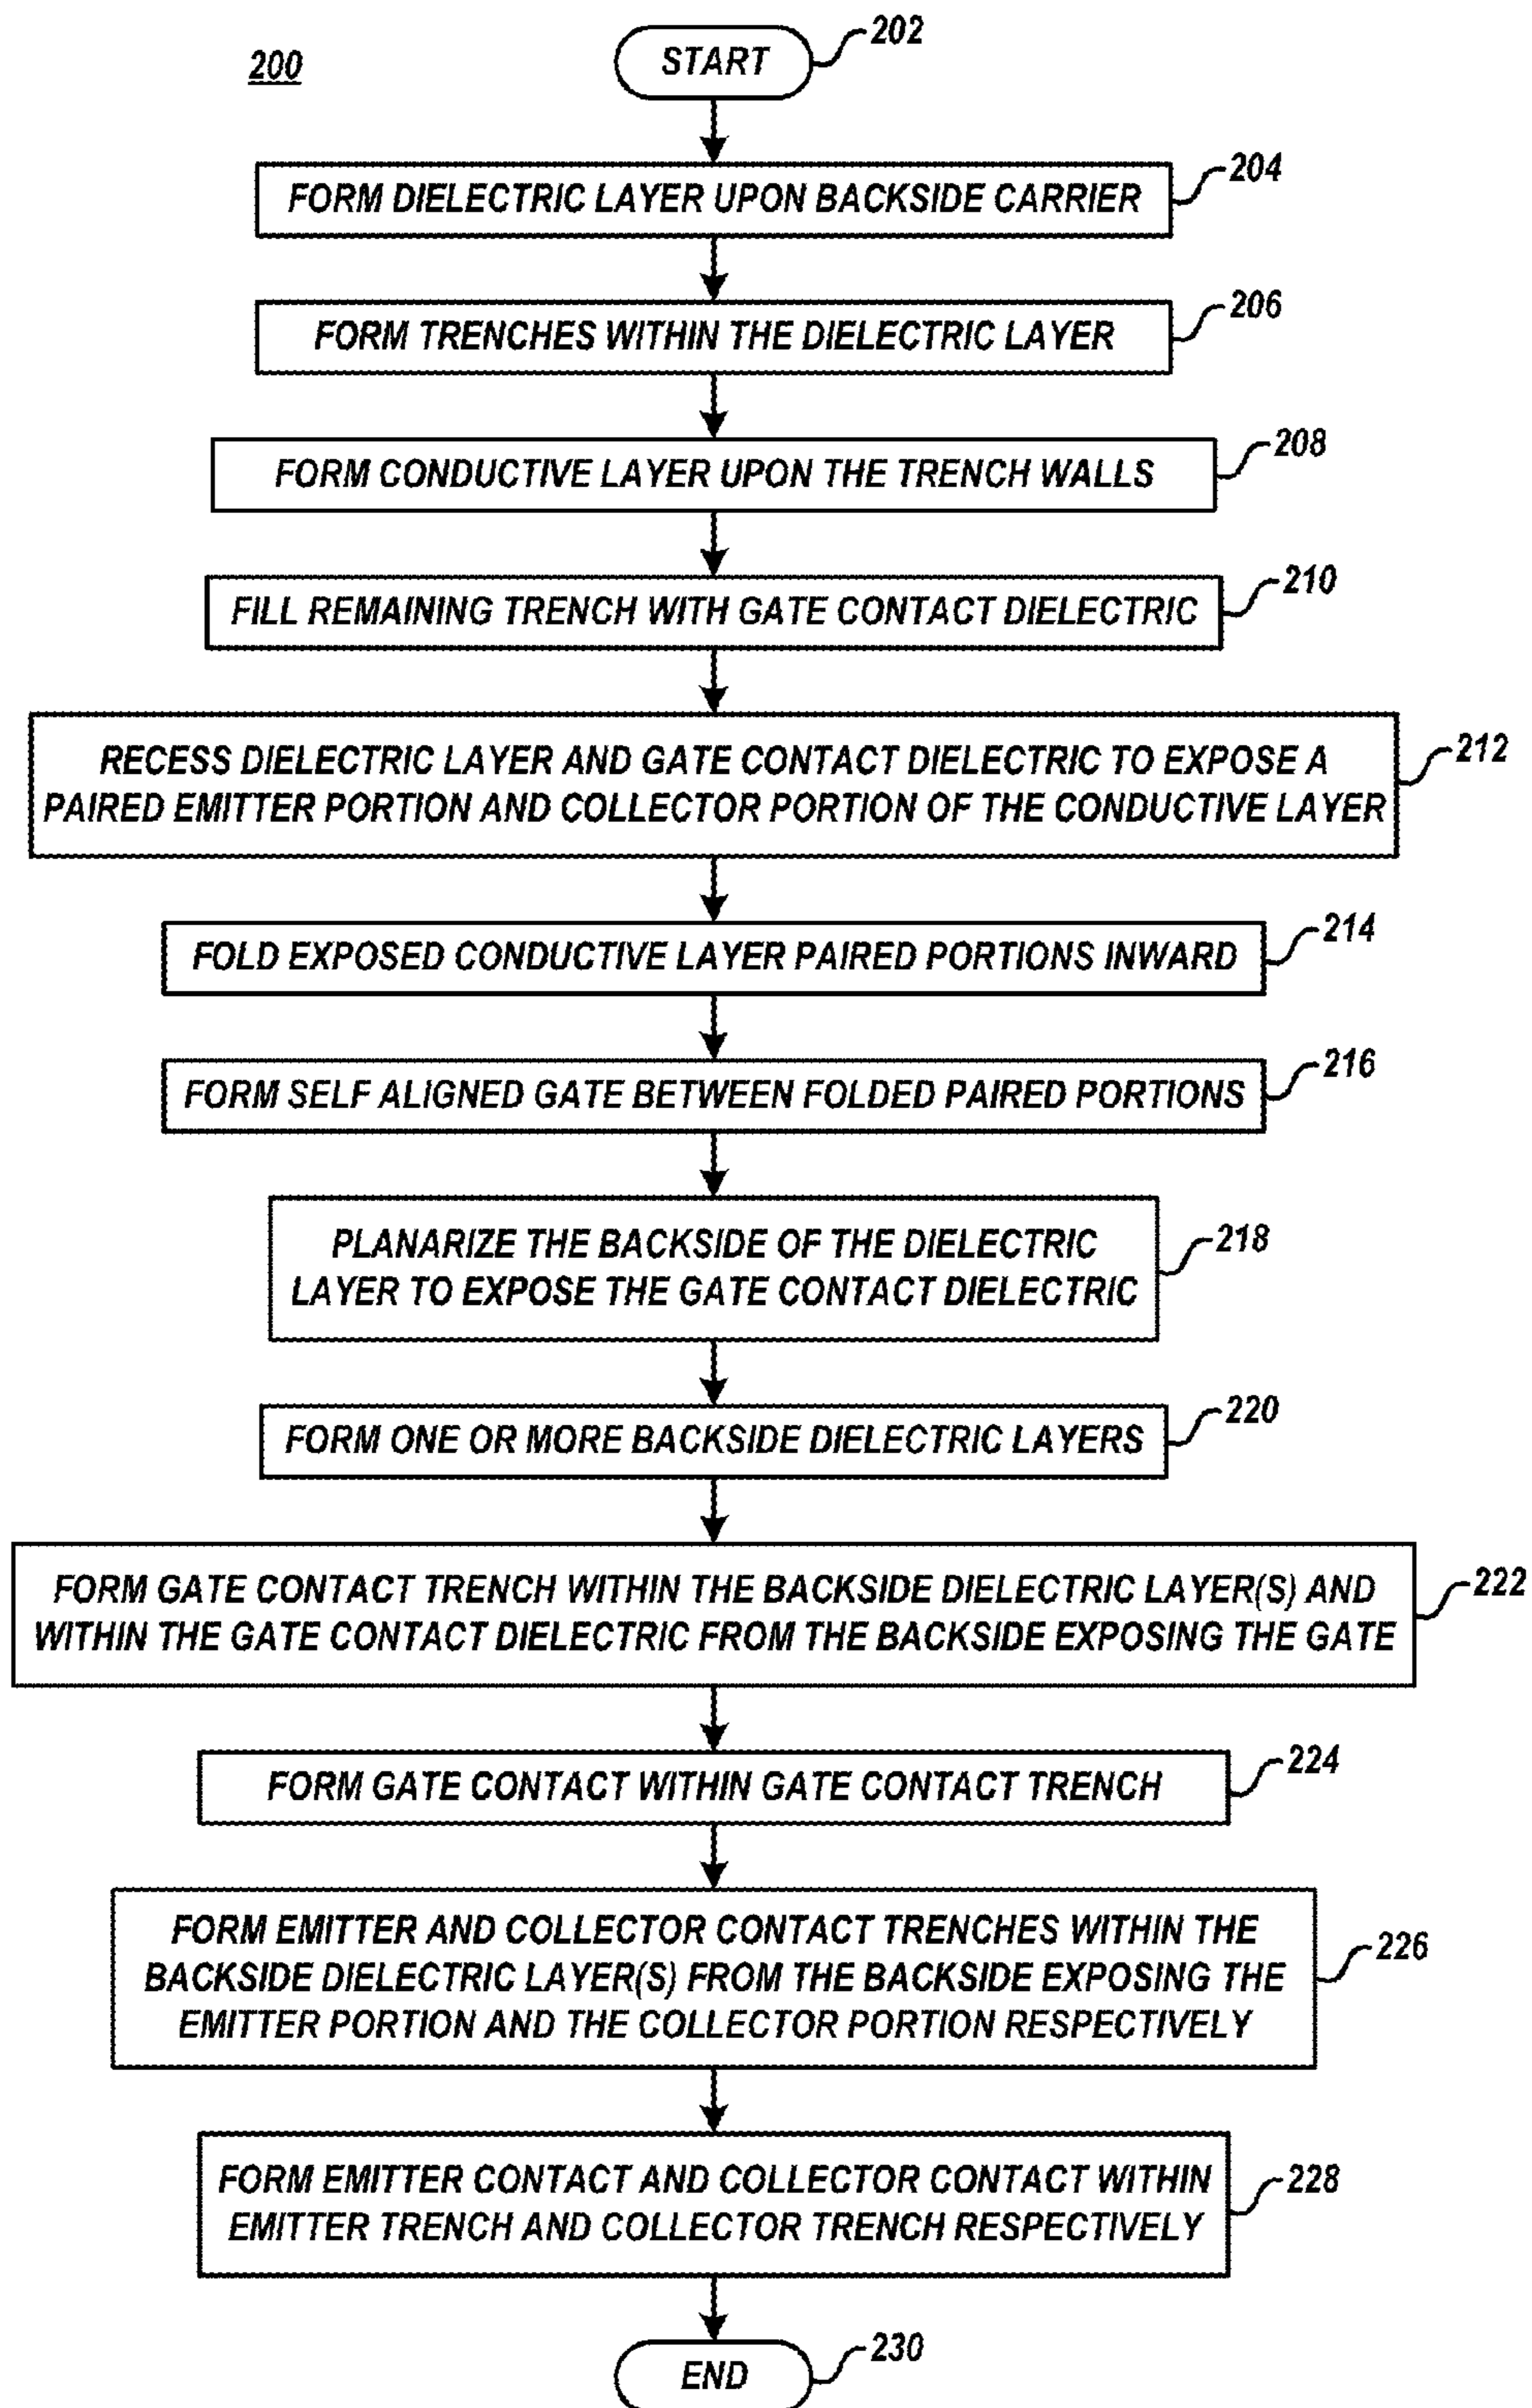 200
START
202
FORM DIELECTRIC LAYER UPON BACKSIDE CARRIER
204
FORM TRENCHES WITHIN THE DIELECTRIC LAYER
206
FORM CONDUCTIVE LAYER UPON THE TRENCH WALLS
208
FILL REMAINING TRENCH WITH GATE CONTACT DIELECTRIC
210
RECESS DIELECTRIC LAYER AND GATE CONTACT DIELECTRIC TO EXPOSE A
PAIRED EMITTER PORTION AND COLLECTOR PORTION OF THE CONDUCTIVE LAYER
212
FOLD EXPOSED CONDUCTIVE LAYER PAIRED PORTIONS INWARD
214
FORM SELF ALIGNED GATE BETWEEN FOLDED PAIRED PORTIONS
216
PLANARIZE THE BACKSIDE OF THE DIELECTRIC
LAYER TO EXPOSE THE GATE CONTACT DIELECTRIC
218
FORM ONE OR MORE BACKSIDE DIELECTRIC LAYERS
220
FORM GATE CONTACT TRENCH WITHIN THE BACKSIDE DIELECTRIC LAYER(S) AND
WITHIN THE GATE CONTACT DIELECTRIC FROM THE BACKSIDE EXPOSING THE GATE
222
FORM GATE CONTACT WITHIN GATE CONTACT TRENCH
224
FORM EMITTER AND COLLECTOR CONTACT TRENCHES WITHIN THE
BACKSIDE DIELECTRIC LAYER(S) FROM THE BACKSIDE EXPOSING THE
EMITTER PORTION AND THE COLLECTOR PORTION RESPECTIVELY
226
FORM EMITTER CONTACT AND COLLECTOR CONTACT WITHIN
EMITTER TRENCH AND COLLECTOR TRENCH RESPECTIVELY
228
END
230